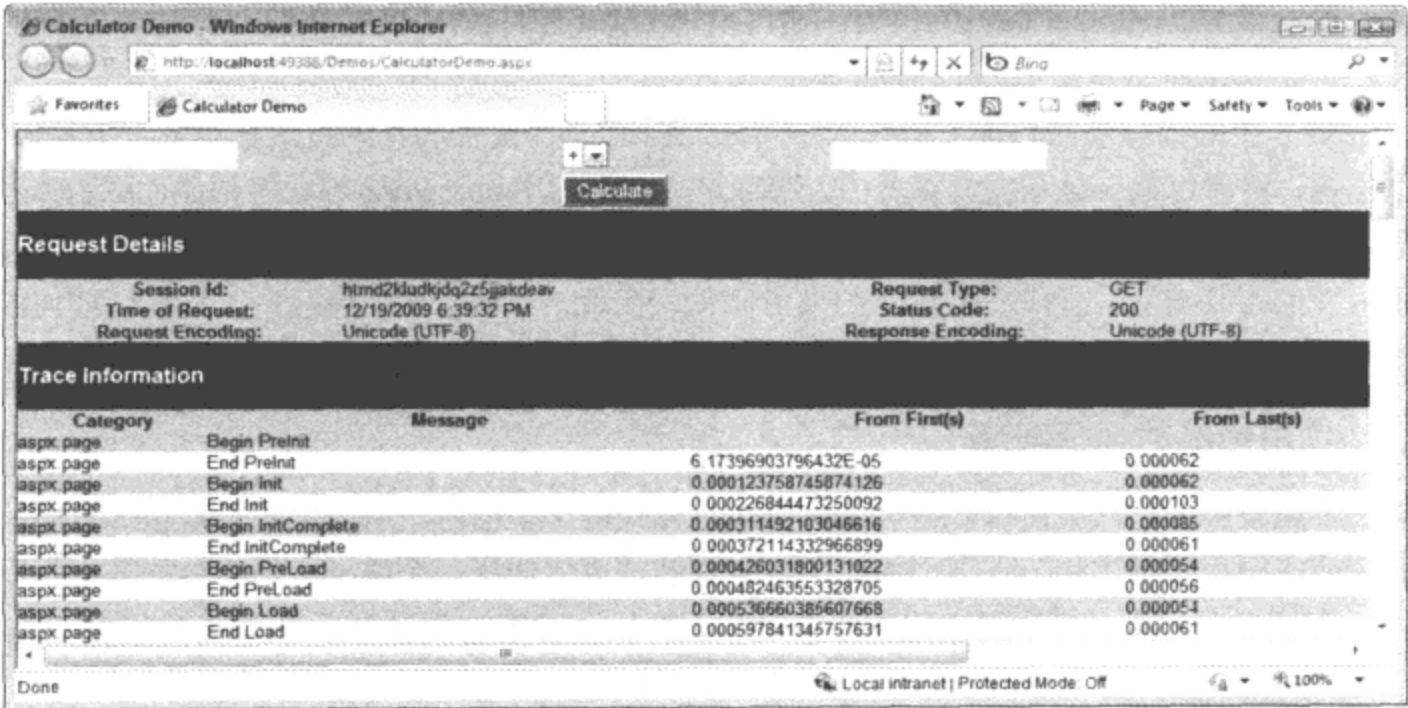 Calculator Demo - Windows Internet Explorer
http://localhost:49388/Demos/CalculatorDemo.aspx
Bing
Favorites
Calculator Demo
Page
Safety
Tools
+
Calculate
Request Details
Session Id:
Request Type:
GET
Time of Request:
12/19/2009 6:39:32 PM
Status Code:
200
Request Encoding:
Unicode (UTF-8)
Response Encoding:
Unicode (UTF-8)
Trace Information
Category
Message
From First(s)
From Last(s)
aspx.page Begin PreInit
aspx.page End PreInit 6.17396903796432E-05 0.000062
aspx.page Begin Init 0.000123758745874126 0.000062
aspx.page End Init 0.000226844473250092 0.000103
aspx.page Begin InitComplete 0.000311492103046616 0.000085
aspx.page End InitComplete 0.000372114332966899 0.000061
aspx.page Begin PreLoad 0.000426031800131022 0.000054
aspx.page End PreLoad 0.000482463553328705 0.000056
aspx.page Begin Load 0.000536660385607668 0.000054
aspx.page End Load 0.000597841345757631 0.000061
Done
Local intranet | Protected Mode: Off
100%